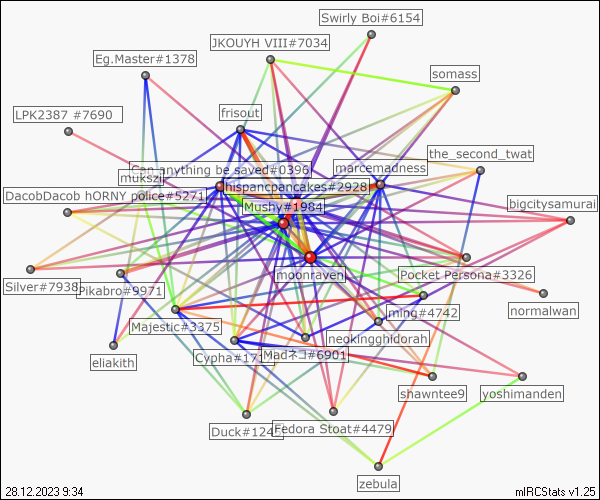 Swirly Boi#6154
JKOUYH VIII#7034
Eg.Master#1378
somass
LPK2387 #7690
frisout
the_second_twat
Can anything be saved#0396
marcemadness
mukszi
hispancpancakes#2928
DacobDacob hORNY police#5271
Mushy#1984
bigcitysamurai
moonraven
Pocket Persona#3326
Silver#7938
Pikabro#9971
normalwan
ming#4742
Majestic#3375
neokingghidorah
Cypha#17
Madネコ#6901
eliakith
shawntee9
yoshimanden
Duck#124
Fedora Stoat#4479
zebula
28.12.2023 9:34
mIRCStats v1.25